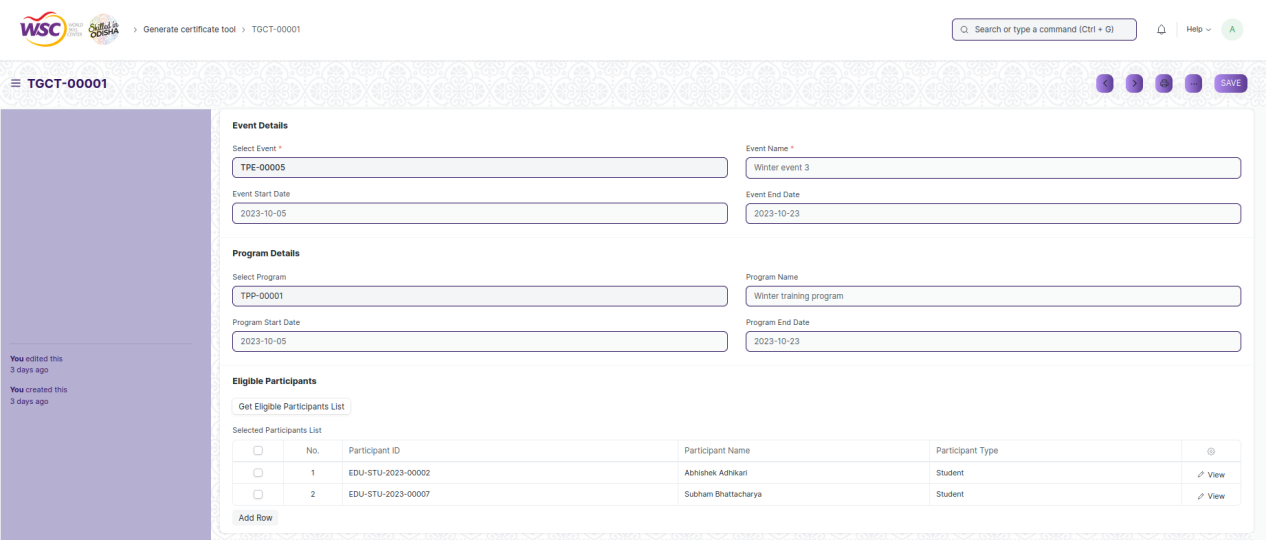 WSC WORLD SKILL CENTER Skilled in ODISHA > Generate certificate tool > TGCT-00001 Search or type a command (Ctrl + G) Help A
TGCT-00001 SAVE
Event Details
Select Event * Event Name *
TPE-00005 Winter event 3
Event Start Date Event End Date
2023-10-05 2023-10-23
Program Details
Select Program Program Name
TPP-00001 Winter training program
Program Start Date Program End Date
2023-10-05 2023-10-23
You edited this
3 days ago
You created this
3 days ago
Eligible Participants
Get Eligible Participants List
Selected Participants List
No. Participant ID Participant Name Participant Type
1 EDU-STU-2023-00002 Abhishek Adhikari Student View
2 EDU-STU-2023-00007 Subham Bhattacharya Student View
Add Row